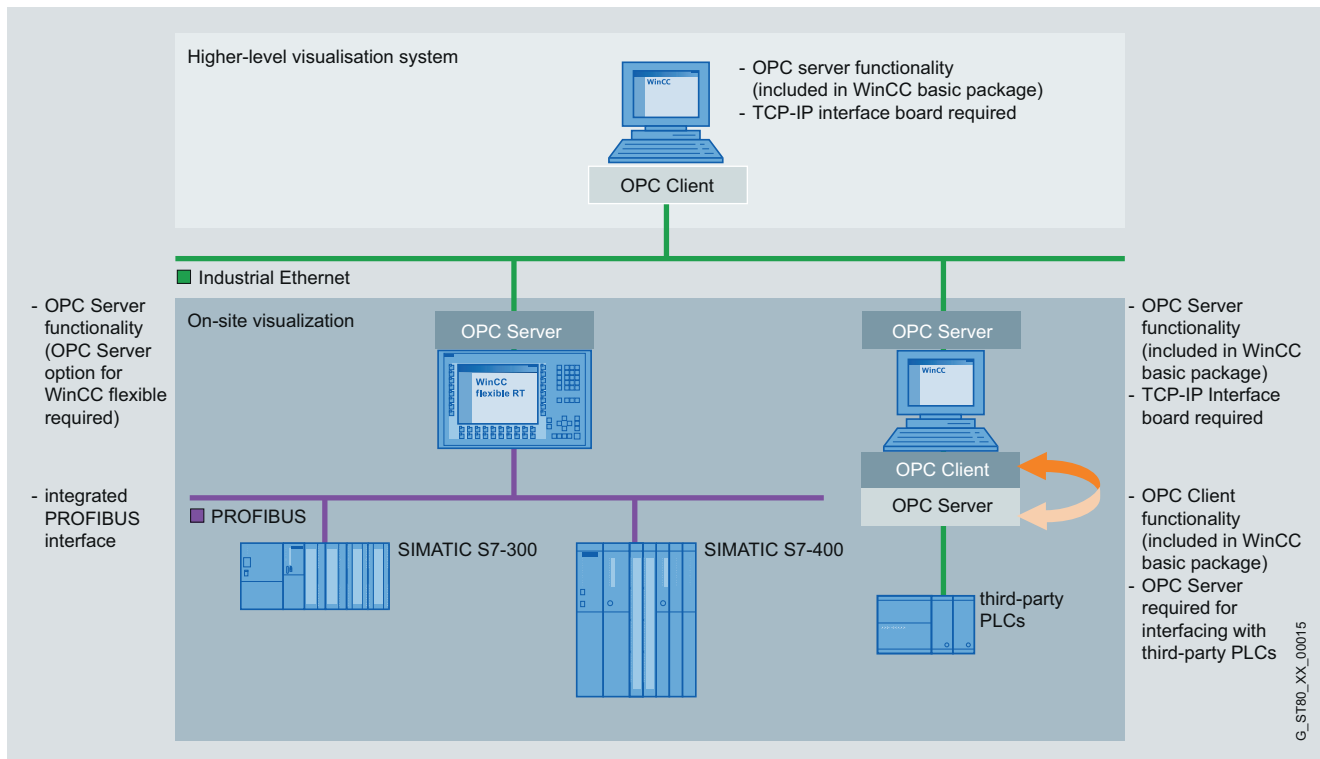 Higher-level visualisation system
WinCC
- OPC server functionality
(included in WinCC basic package)
- TCP-IP interface board required
OPC Client
Industrial Ethernet
- OPC Server
functionality
(OPC Server
option for
WinCC flexible
required)
- integrated
PROFIBUS
interface
On-site visualization
OPC Server
WinCC
flexible RT
PROFIBUS
SIMATIC S7-300
SIMATIC S7-400
OPC Server
WinCC
OPC Client
OPC Server
third-party
PLCs
- OPC Server
functionality
(included in WinCC
basic package)
- TCP-IP Interface
board required
- OPC Client
functionality
(included in WinCC
basic package)
- OPC Server
required for
interfacing with
third-party PLCs
G_ST80_XX_00015